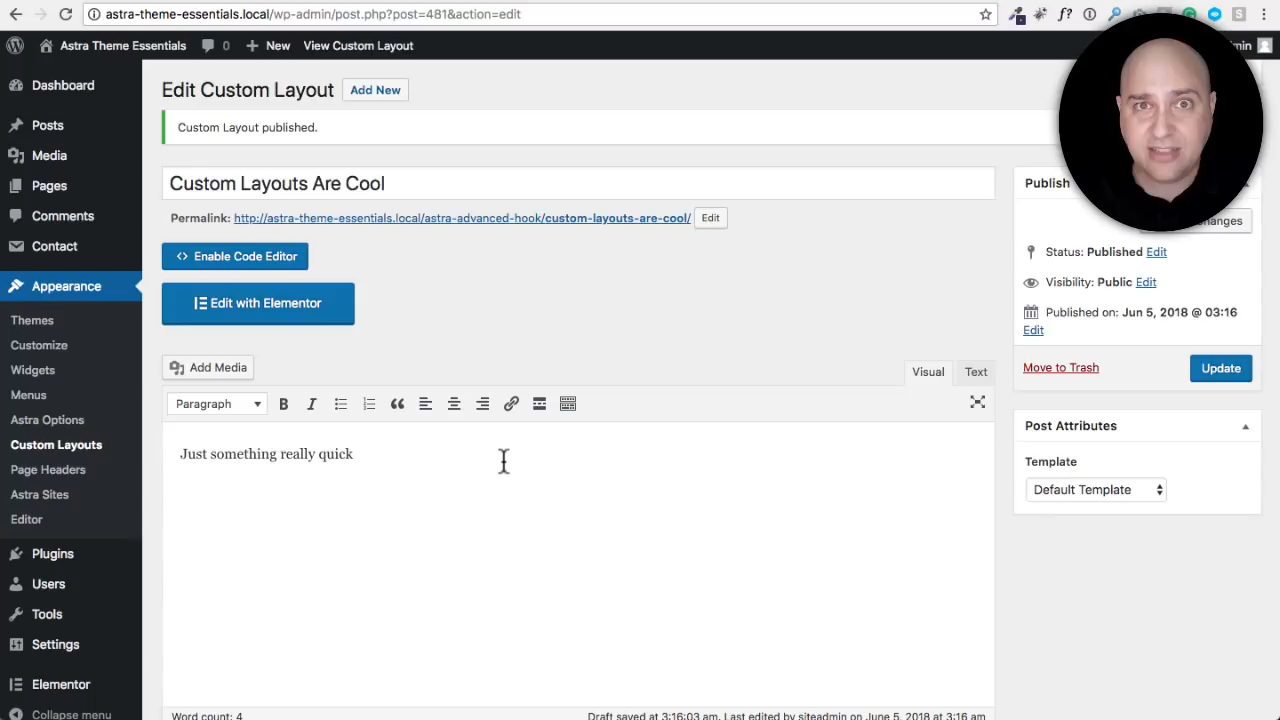 astra-theme-essentials.local/wp-admin/post.php?post=481&action=edit
Astra Theme Essentials 0 New View Custom Layout
Dashboard
Posts
Media
Pages
Comments
Contact
Appearance
Themes
Customize
Widgets
Menus
Astra Options
Custom Layouts
Page Headers
Astra Sites
Editor
Plugins
Users
Tools
Settings
Elementor
Collapse menu
Edit Custom Layout Add New
Custom Layout published.
Custom Layouts Are Cool
Permalink: http://astra-theme-essentials.local/astra-advanced-hook/custom-layouts-are-cool/ Edit
<> Enable Code Editor
Edit with Elementor
Add Media
Visual Text
Paragraph B I
Just something really quick
Word count: 4 Draft saved at 3:16:03 am. Last edited by siteadmin on June 5, 2018 at 3:16 am
Publish
Status: Published Edit
Visibility: Public Edit
Published on: Jun 5, 2018 @ 03:16
Edit
Move to Trash Update
Post Attributes
Template
Default Template